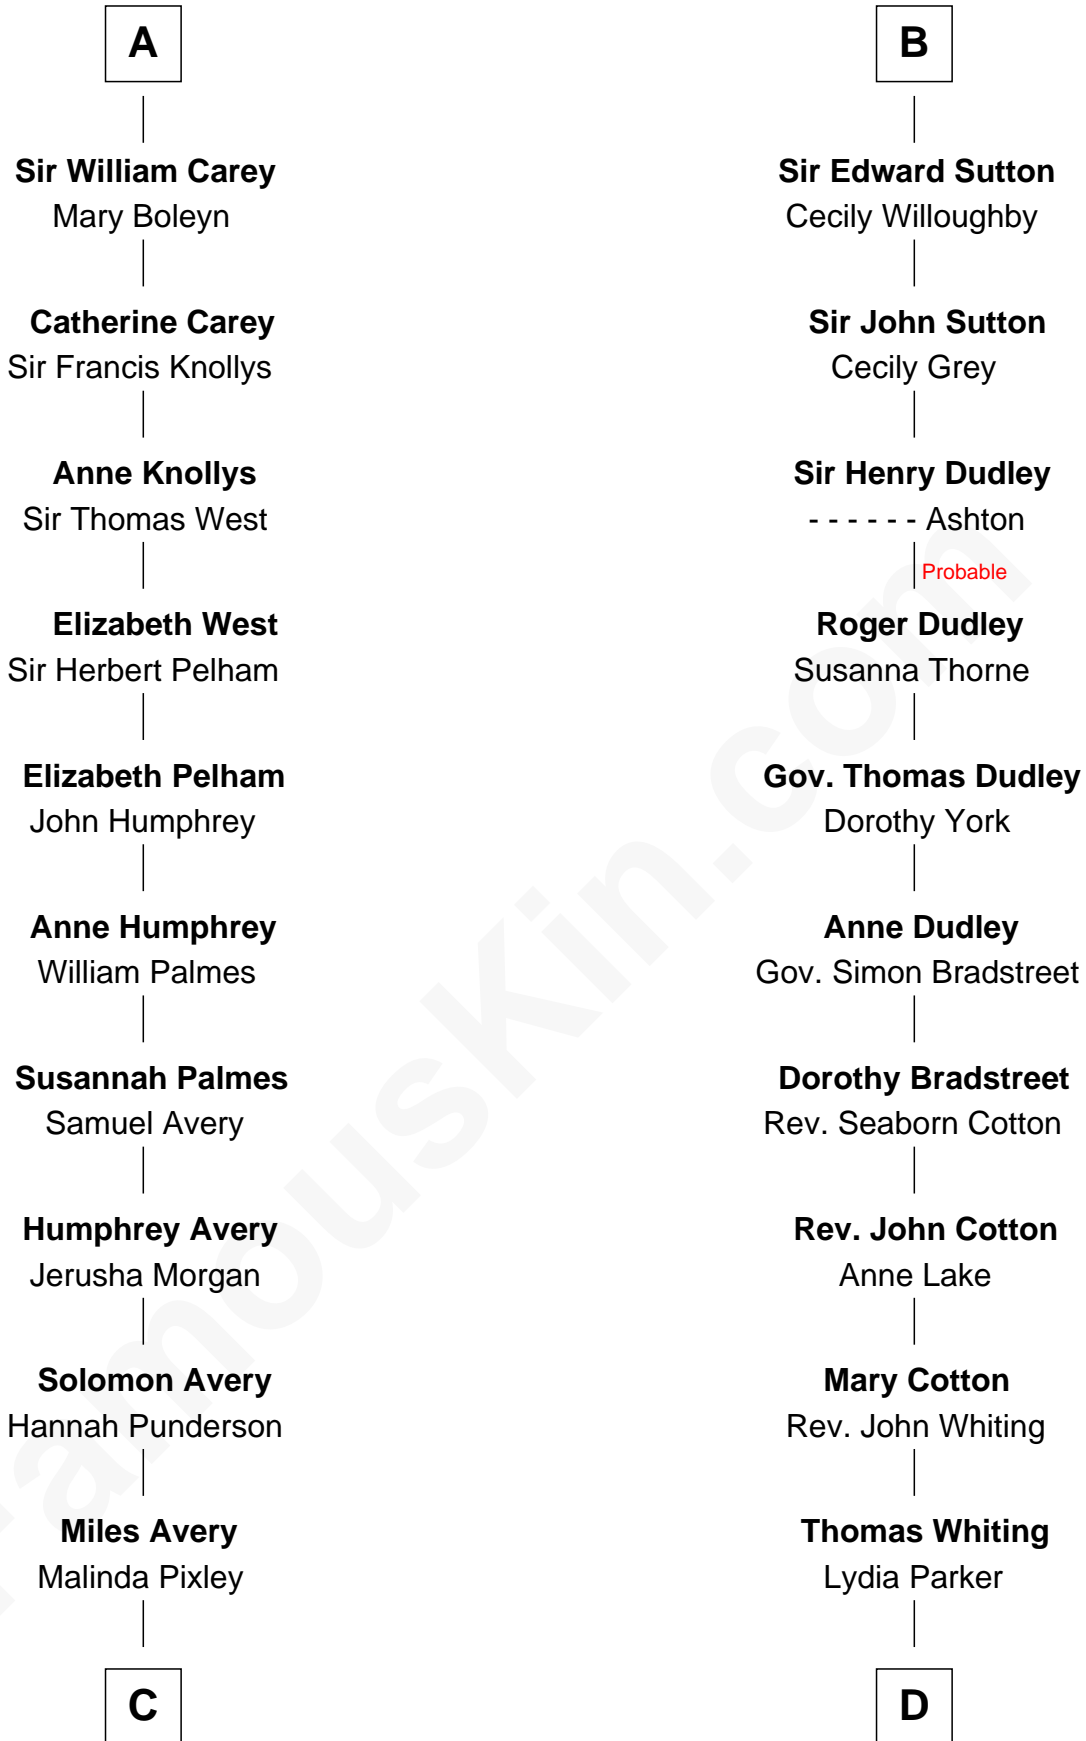 A
Sir William Carey
Mary Boleyn
Catherine Carey
Sir Francis Knollys
Anne Knollys
Sir Thomas West
Elizabeth West
Sir Herbert Pelham
Elizabeth Pelham
John Humphrey
Anne Humphrey
William Palmes
Susannah Palmes
Samuel Avery
Humphrey Avery
Jerusha Morgan
Solomon Avery
Hannah Punderson
Miles Avery
Malinda Pixley
C
B
Sir Edward Sutton
Cecily Willoughby
Sir John Sutton
Cecily Grey
Sir Henry Dudley
- - - - - - Ashton
Probable
Roger Dudley
Susanna Thorne
Gov. Thomas Dudley
Dorothy York
Anne Dudley
Gov. Simon Bradstreet
Dorothy Bradstreet
Rev. Seaborn Cotton
Rev. John Cotton
Anne Lake
Mary Cotton
Rev. John Whiting
Thomas Whiting
Lydia Parker
D
FamousKin.com